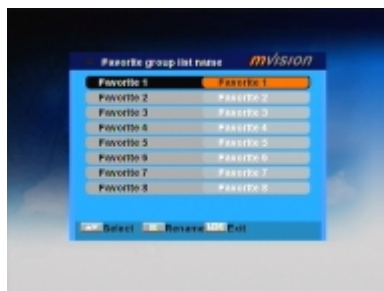 Favorite group list name mvision
Favorite 1 Favorite 1
Favorite 2 Favorite 2
Favorite 3 Favorite 3
Favorite 4 Favorite 4
Favorite 5 Favorite 5
Favorite 6 Favorite 6
Favorite 7 Favorite 7
Favorite 8 Favorite 8
Select Rename Exit